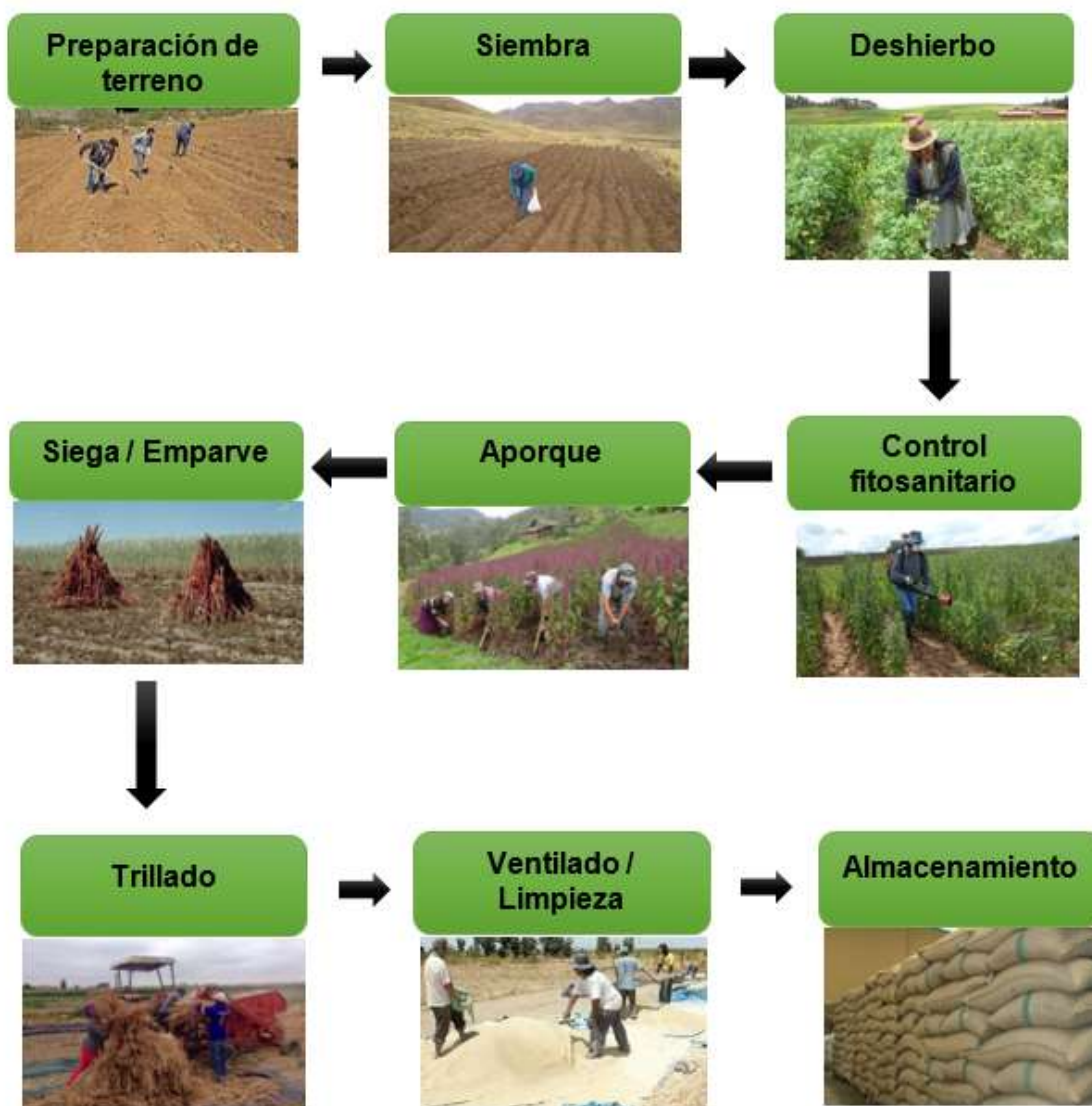 Preparación de
terreno
Siembra
Deshierbo
Control
fitosanitario
Aporque
Siega / Emparve
Trillado
Ventilado /
Limpieza
Almacenamiento